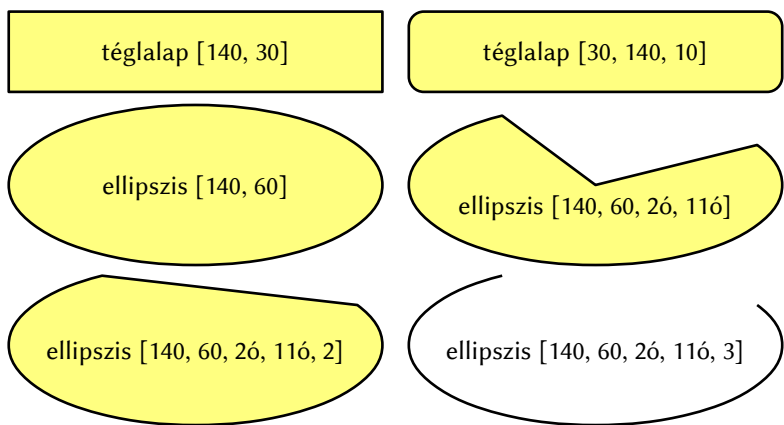 téglalap [140, 30]
téglalap [30, 140, 10]
ellipszis [140, 60]
ellipszis [140, 60, 2ó, 11ó]
ellipszis [140, 60, 2ó, 11ó, 2]
ellipszis [140, 60, 2ó, 11ó, 3]